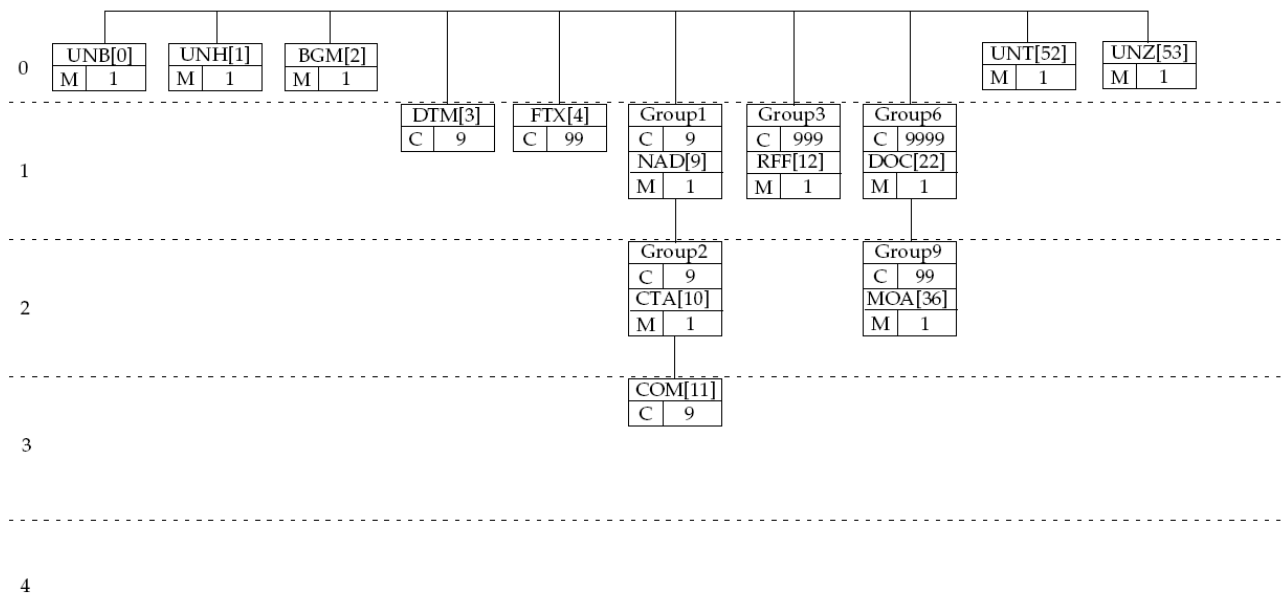 0
UNB[0]
M 1
UNH[1]
M 1
BGM[2]
M 1
UNT[52]
M 1
UNZ[53]
M 1
1
DTM[3]
C 9
FTX[4]
C 99
Group1
C 9
NAD[9]
M 1
Group3
C 999
RFF[12]
M 1
Group6
C 9999
DOC[22]
M 1
2
Group2
C 9
CTA[10]
M 1
Group9
C 99
MOA[36]
M 1
3
COM[11]
C 9
4